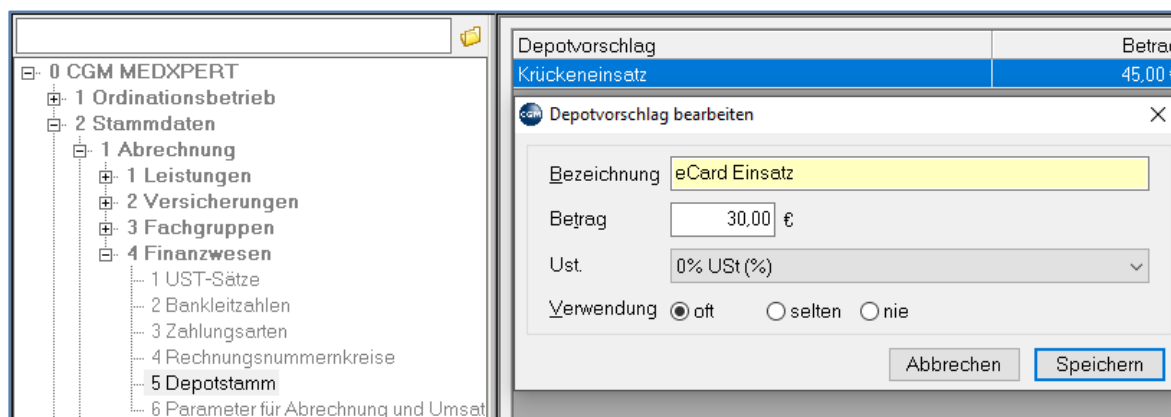 0 CGM MEDXPERT
1 Ordinationsbetrieb
2 Stammdaten
1 Abrechnung
1 Leistungen
2 Versicherungen
3 Fachgruppen
4 Finanzwesen
1 UST-Sätze
2 Bankleitzahlen
3 Zahlungsarten
4 Rechnungsnummernkreise
5 Depotstamm
6 Parameter für Abrechnung und Umsat
Depotvorschlag Betrag
Krückeneinsatz 45,00 €
CGM Depotvorschlag bearbeiten
Bezeichnung eCard Einsatz
Betrag 30,00 €
Ust. 0% USt (%)
Verwendung oft selten nie
Abbrechen Speichern